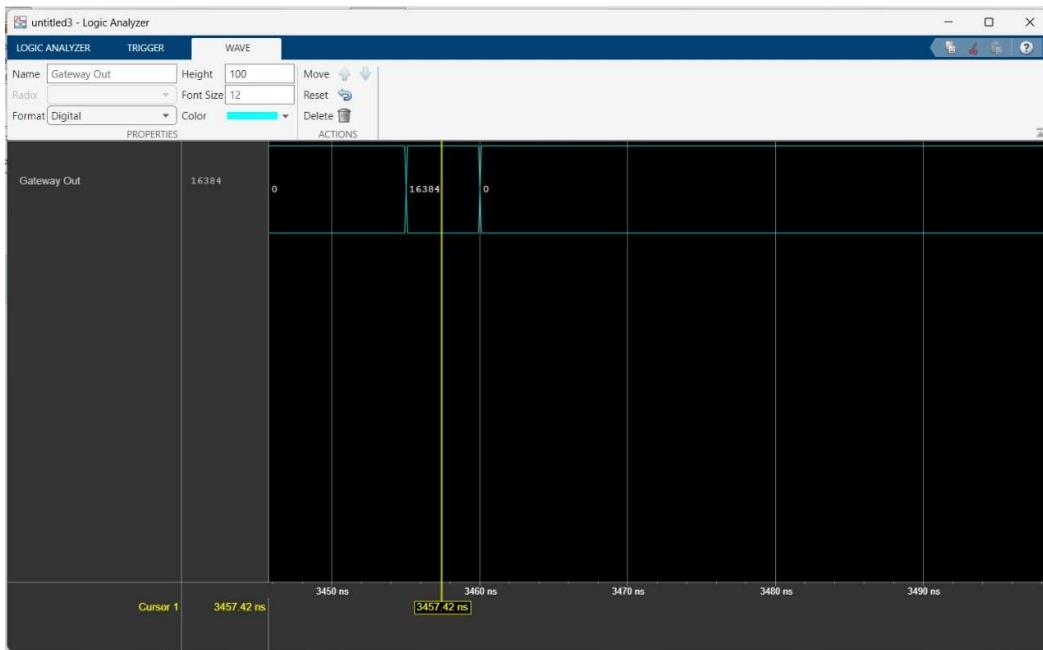 untitled3 - Logic Analyzer
LOGIC ANALYZER TRIGGER WAVE
Name Gateway Out Height 100 Move
Radix Font Size 12 Reset
Format Digital Color Delete
PROPERTIES ACTIONS
Gateway Out 16384 0 16384 0
3450 ns 3460 ns 3470 ns 3480 ns 3490 ns
Cursor 1 3457.42 ns 3457.42 ns